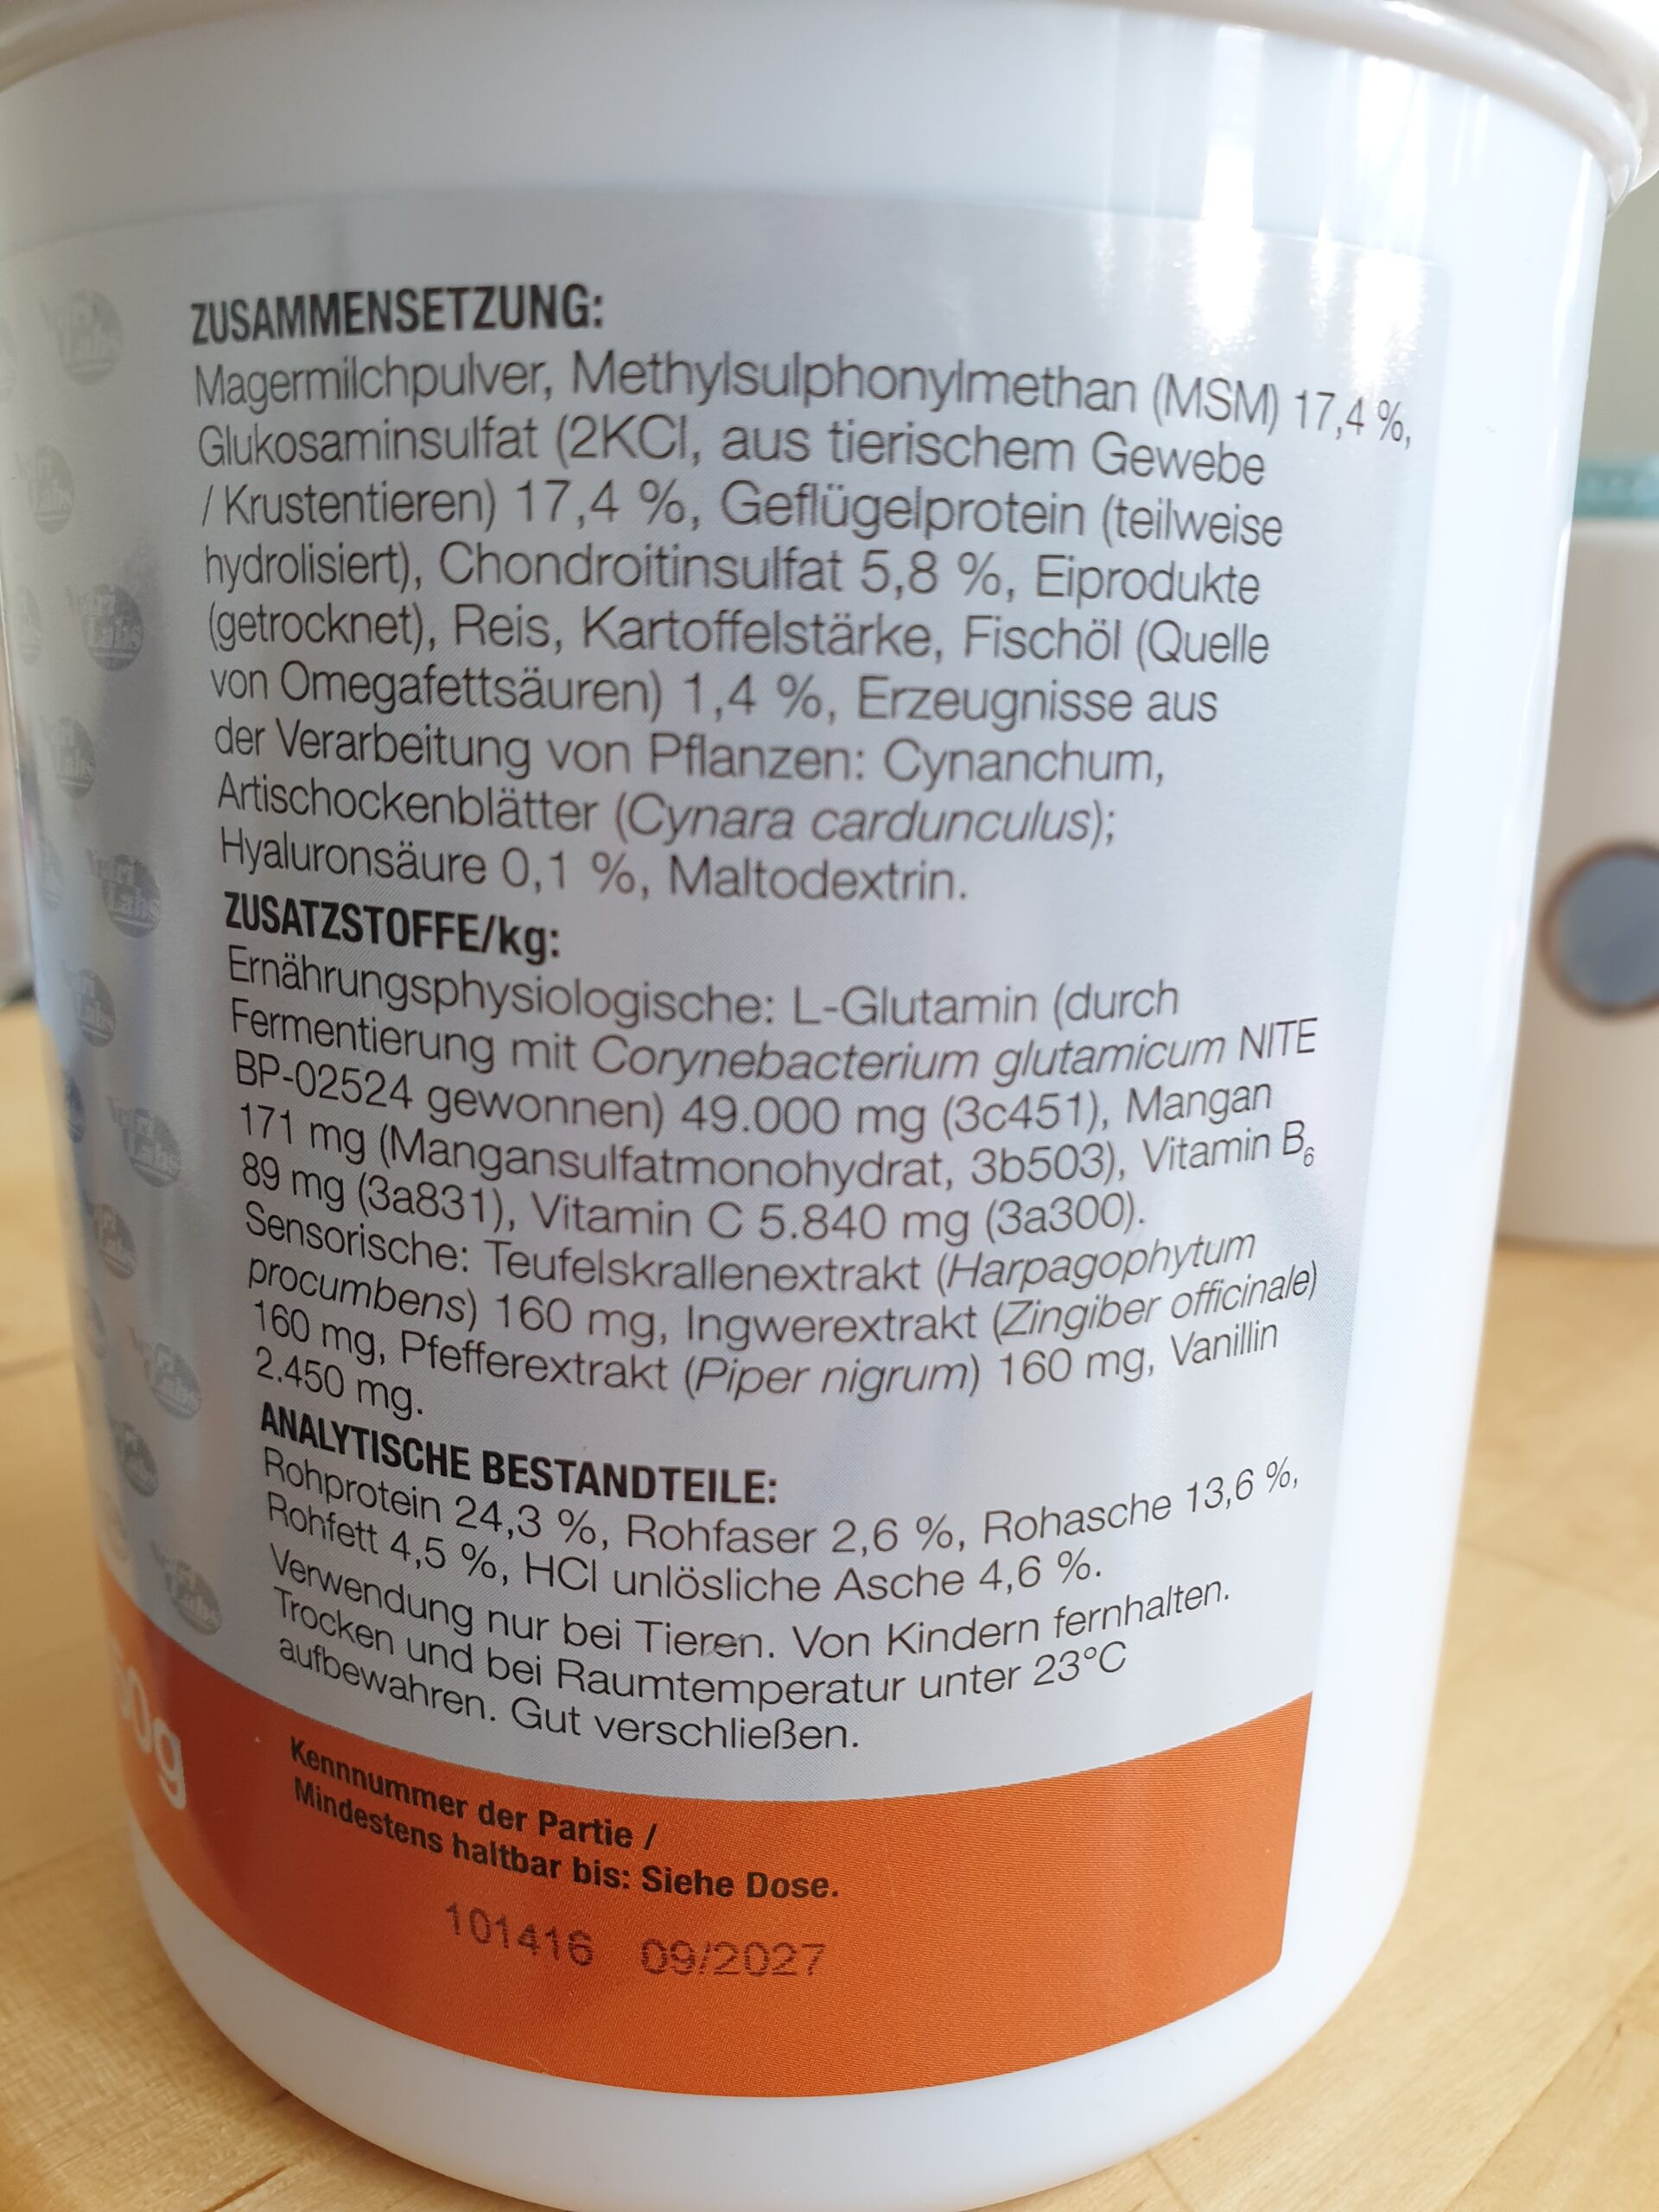 ZUSAMMENSETZUNG:
Magermilchpulver, Methylsulphonylmethan (MSM) 17,4 %,
Glukosaminsulfat (2KCl, aus tierischem Gewebe
/ Krustentieren) 17,4 %, Geflügelprotein (teilweise
hydrolisiert), Chondroitinsulfat 5,8 %, Eiprodukte
(getrocknet), Reis, Kartoffelstärke, Fischöl (Quelle
von Omegafettsäuren) 1,4 %, Erzeugnisse aus
der Verarbeitung von Pflanzen: Cynanchum,
Artischockenblätter (Cynara cardunculus);
Hyaluronsäure 0,1 %, Maltodextrin.
ZUSATZSTOFFE/kg:
Ernährungsphysiologische: L-Glutamin (durch
Fermentierung mit Corynebacterium glutamicum NITE
BP-02524 gewonnen) 49.000 mg (3c451), Mangan
171 mg (Mangansulfatmonohydrat, 3b503), Vitamin B₆
89 mg (3a831), Vitamin C 5.840 mg (3a300).
Sensorische: Teufelskrallenextrakt (Harpagophytum
procumbens) 160 mg, Ingwerextrakt (Zingiber officinale)
160 mg, Pfefferextrakt (Piper nigrum) 160 mg, Vanillin
2.450 mg.
ANALYTISCHE BESTANDTEILE:
Rohprotein 24,3 %, Rohfaser 2,6 %, Rohasche 13,6 %,
Rohfett 4,5 %, HCl unlösliche Asche 4,6 %.
Verwendung nur bei Tieren. Von Kindern fernhalten.
Trocken und bei Raumtemperatur unter 23°C
aufbewahren. Gut verschließen.
Kennnummer der Partie /
Mindestens haltbar bis: Siehe Dose.
101416 09/2027